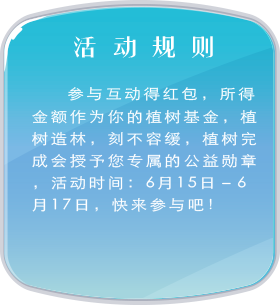 活动规则
参与互动得红包，所得
金额作为你的植树基金，植
树造林，刻不容缓，植树完
成会授予您专属的公益勋章
，活动时间：6月15日－6
月17日，快来参与吧！